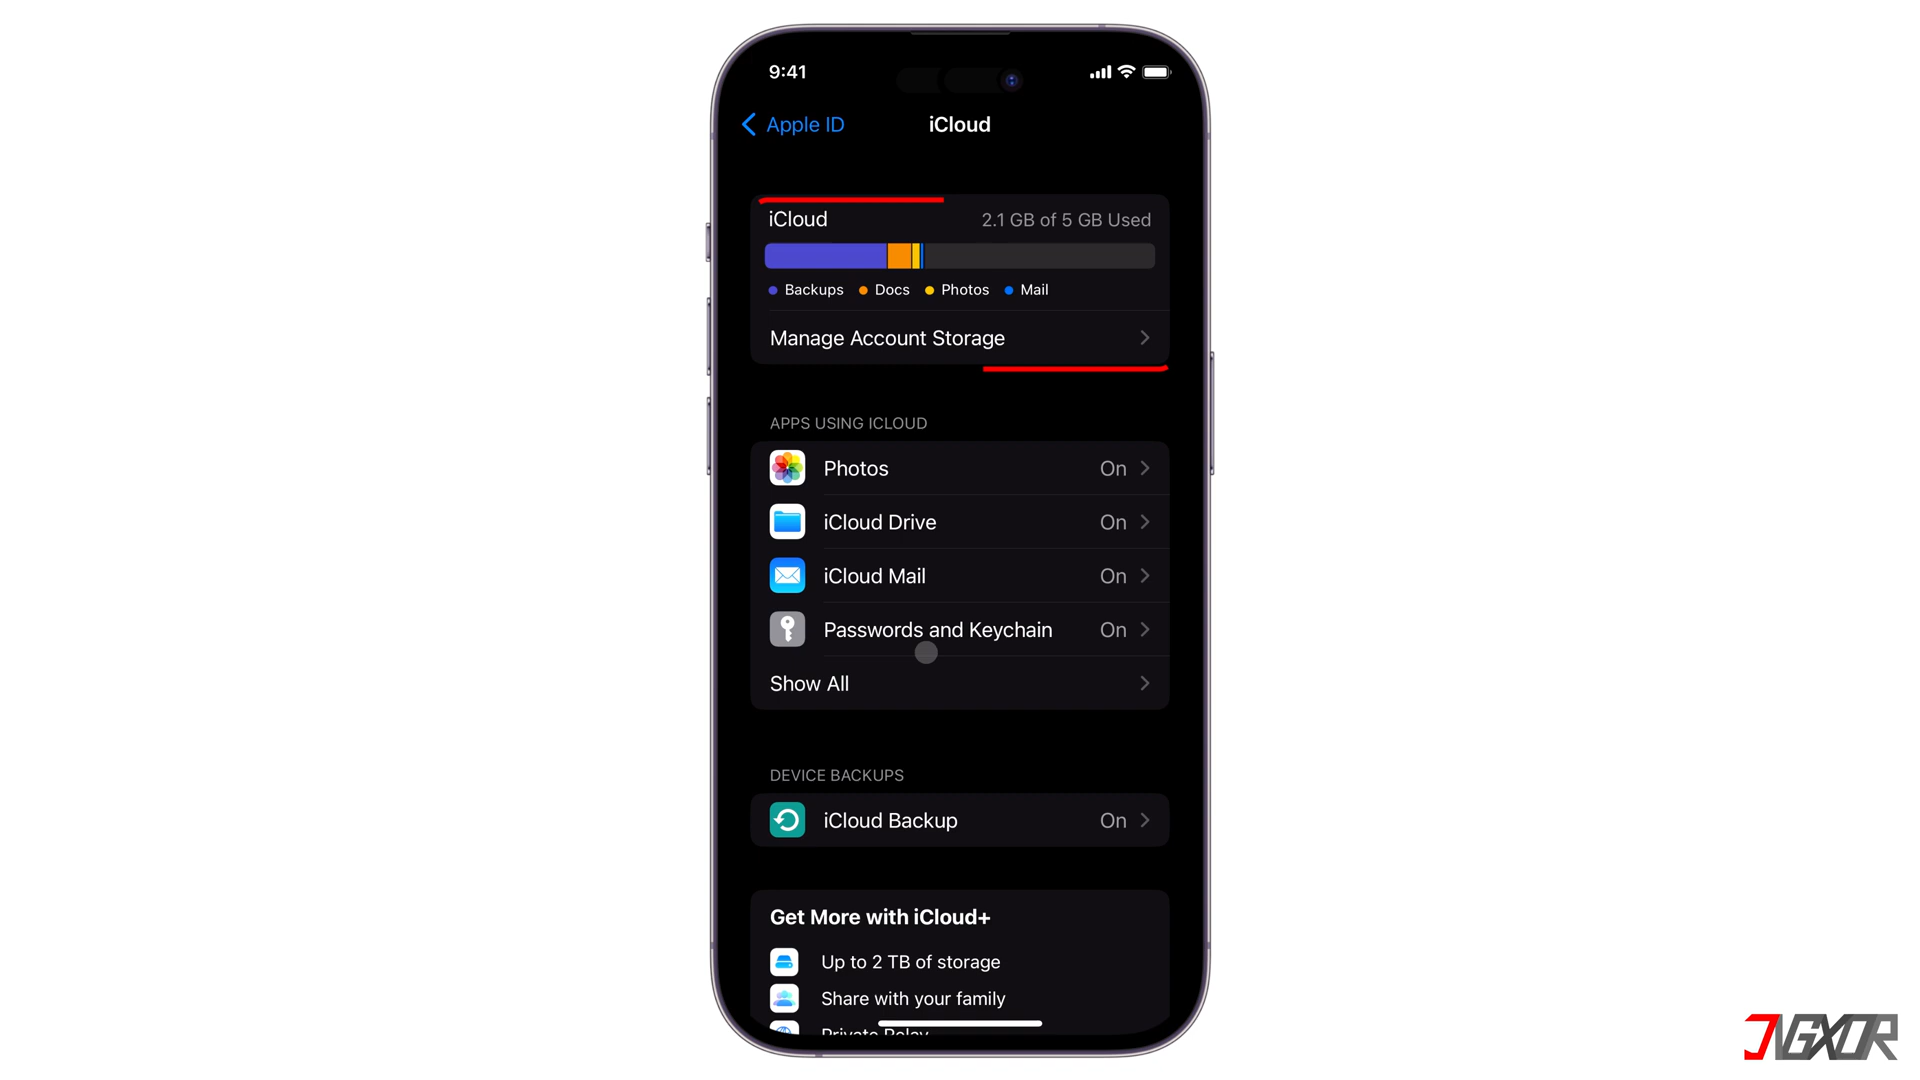 9:41
Apple ID
iCloud
iCloud
2.1 GB of 5 GB Used
Backups Docs Photos Mail
Manage Account Storage
APPS USING ICLOUD
Photos On
iCloud Drive On
iCloud Mail On
Passwords and Keychain On
Show All
DEVICE BACKUPS
iCloud Backup On
Get More with iCloud+
Up to 2 TB of storage
Share with your family
Private Relay